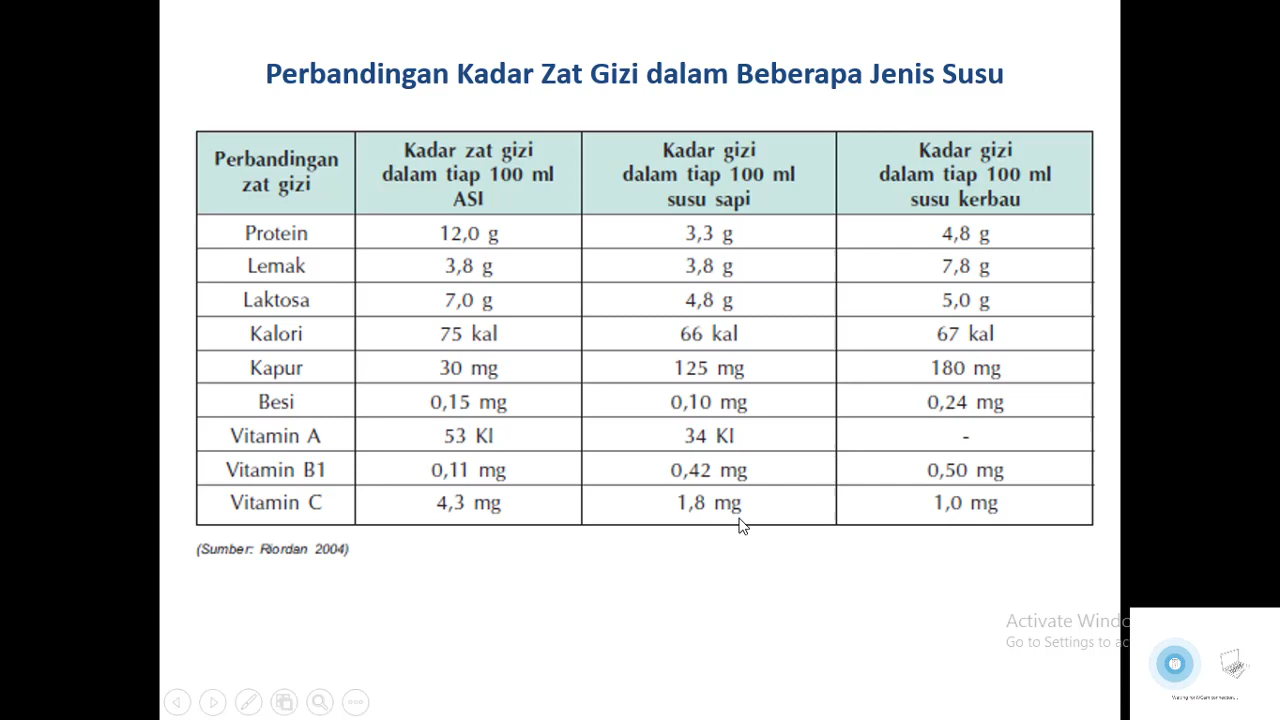 Perbandingan Kadar Zat Gizi dalam Beberapa Jenis Susu
Perbandingan zat gizi | Kadar zat gizi dalam tiap 100 ml ASI | Kadar gizi dalam tiap 100 ml susu sapi | Kadar gizi dalam tiap 100 ml susu kerbau
Protein | 12,0 g | 3,3 g | 4,8 g
Lemak | 3,8 g | 3,8 g | 7,8 g
Laktosa | 7,0 g | 4,8 g | 5,0 g
Kalori | 75 kal | 66 kal | 67 kal
Kapur | 30 mg | 125 mg | 180 mg
Besi | 0,15 mg | 0,10 mg | 0,24 mg
Vitamin A | 53 KI | 34 KI | -
Vitamin B1 | 0,11 mg | 0,42 mg | 0,50 mg
Vitamin C | 4,3 mg | 1,8 mg | 1,0 mg
(Sumber: Riordan 2004)
Activate Windo
Go to Settings to ac